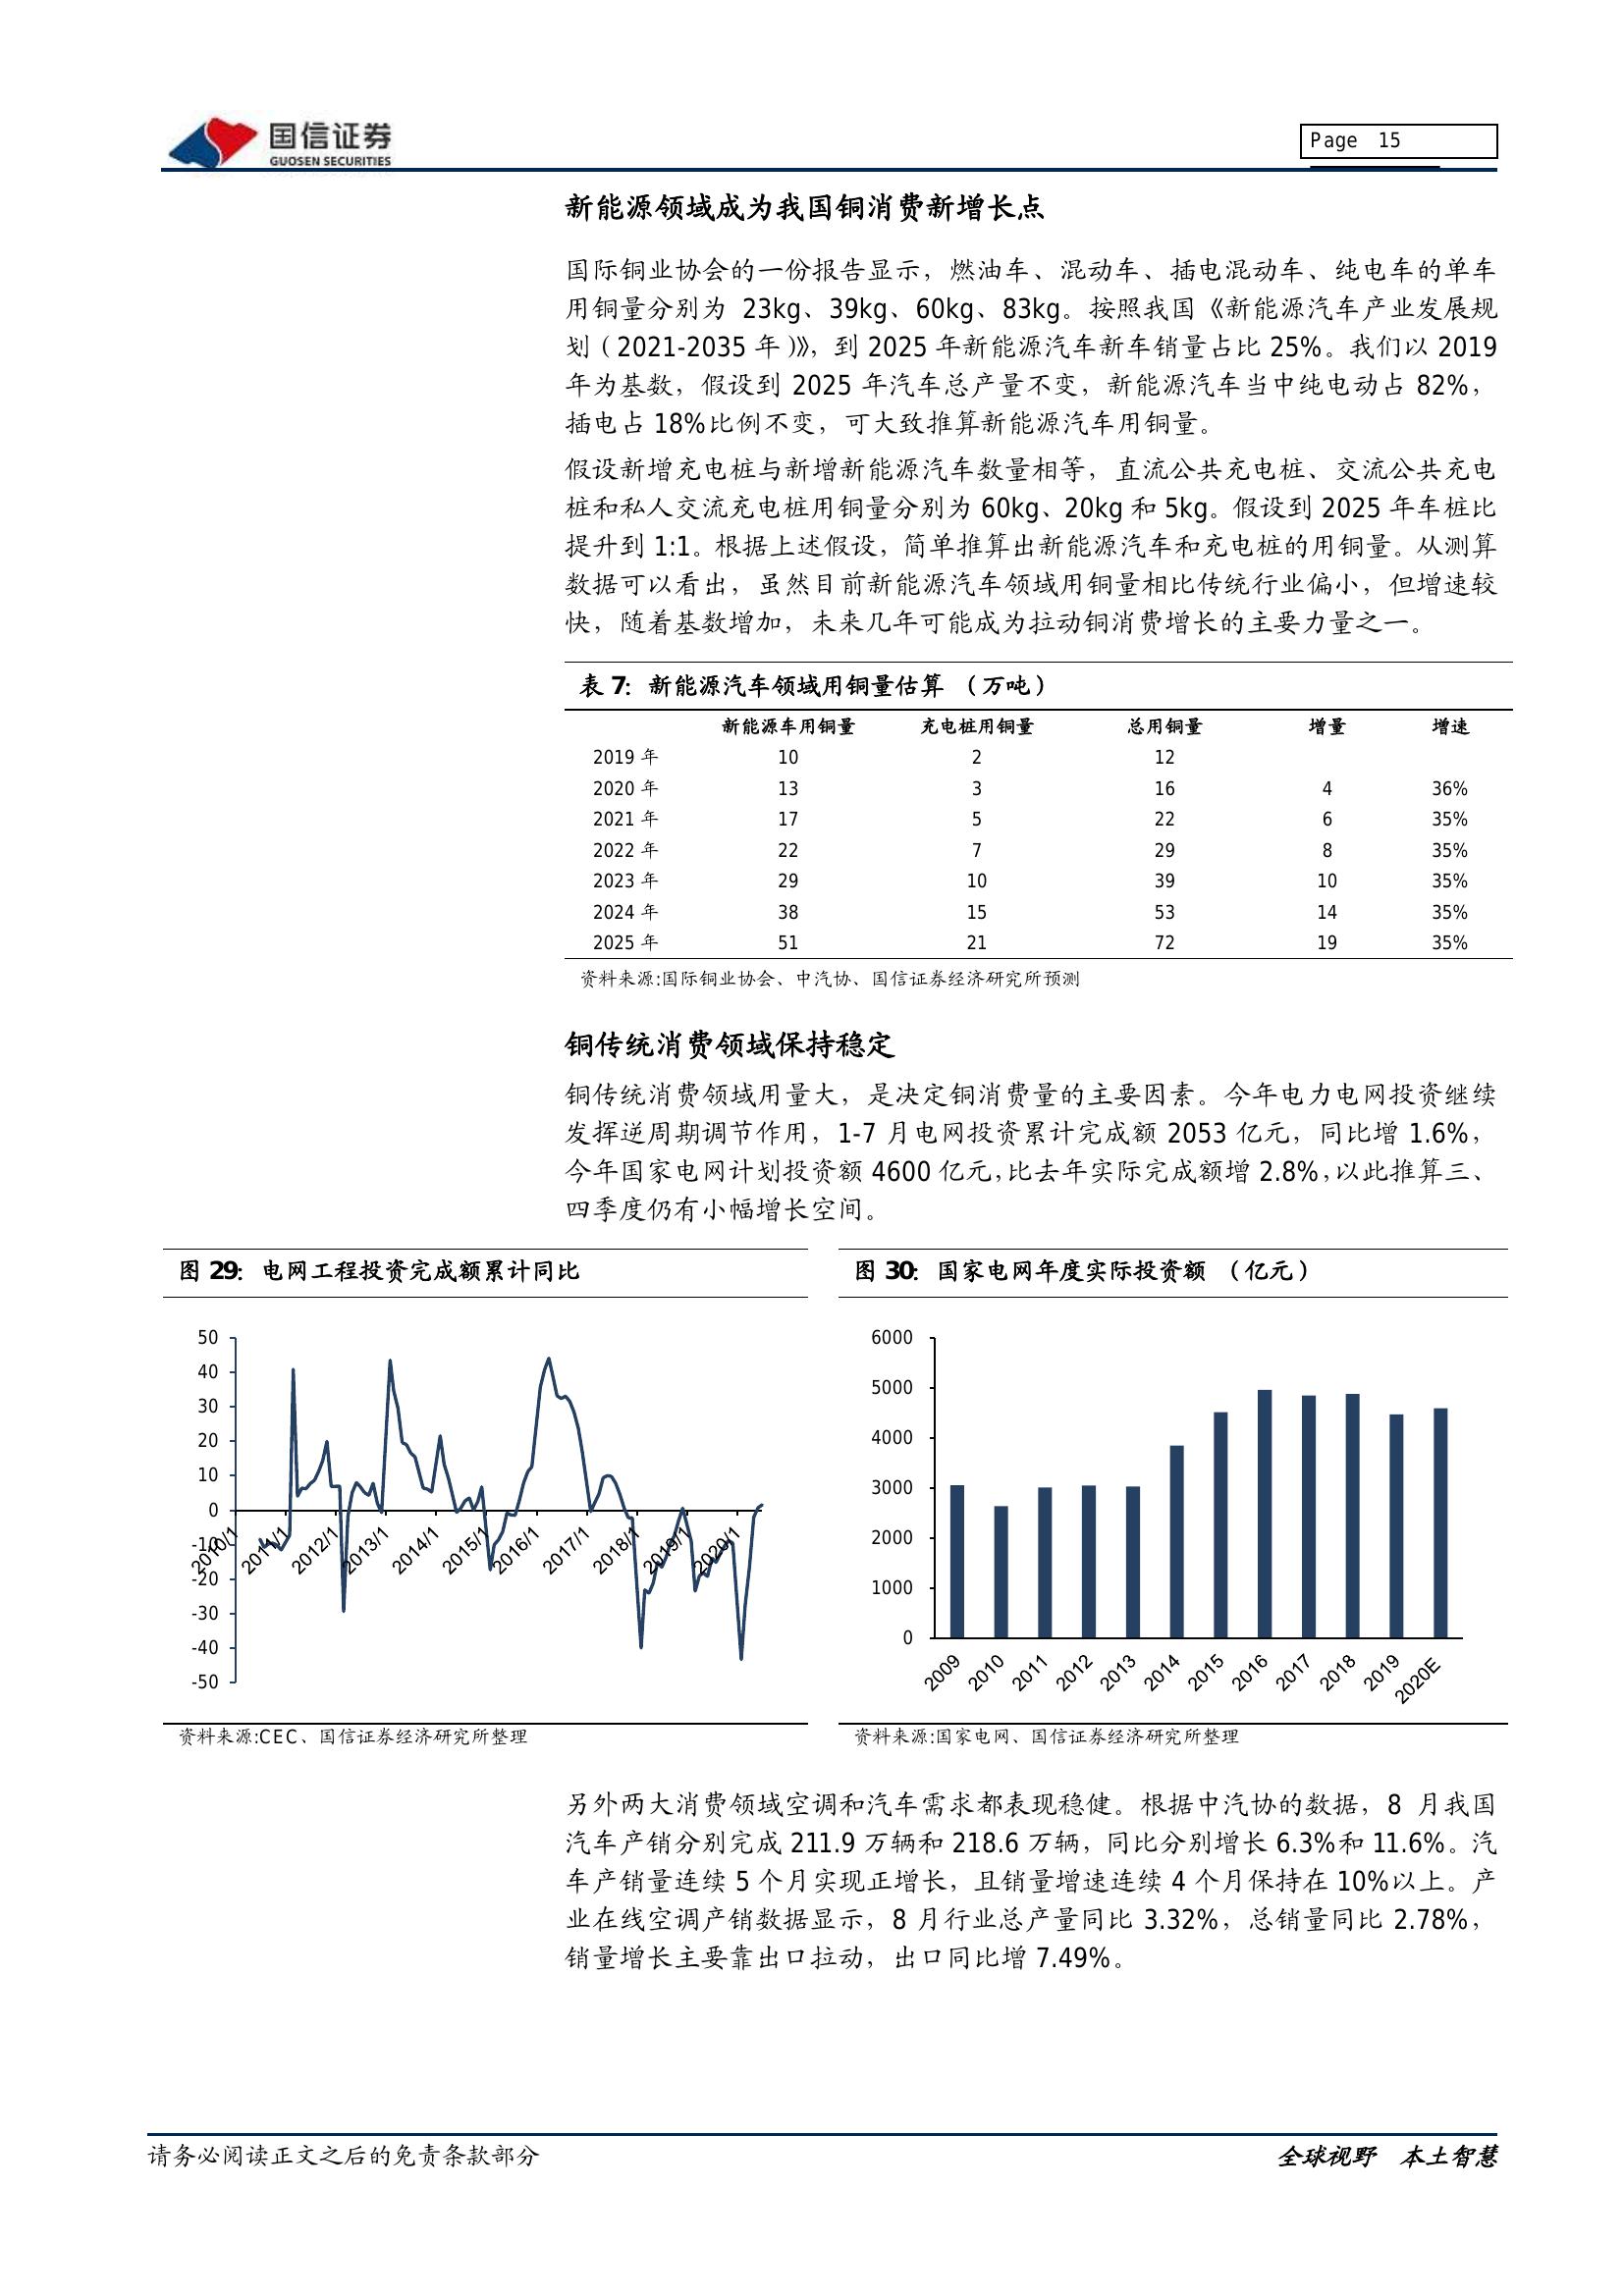 国信证券
GUOSEN SECURITIES
Page 15
新能源领域成为我国铜消费新增长点
国际铜业协会的一份报告显示，燃油车、混动车、插电混动车、纯电车的单车
用铜量分别为 23kg、39kg、60kg、83kg。按照我国《新能源汽车产业发展规
划（2021-2035 年）》，到 2025 年新能源汽车新车销量占比 25%。我们以 2019
年为基数，假设到 2025 年汽车总产量不变，新能源汽车当中纯电动占 82%，
插电占 18%比例不变，可大致推算新能源汽车用铜量。
假设新增充电桩与新增新能源汽车数量相等，直流公共充电桩、交流公共充电
桩和私人交流充电桩用铜量分别为 60kg、20kg 和 5kg。假设到 2025 年车桩比
提升到 1:1。根据上述假设，简单推算出新能源汽车和充电桩的用铜量。从测算
数据可以看出，虽然目前新能源汽车领域用铜量相比传统行业偏小，但增速较
快，随着基数增加，未来几年可能成为拉动铜消费增长的主要力量之一。
表 7：新能源汽车领域用铜量估算 （万吨）
新能源车用铜量 充电桩用铜量 总用铜量 增量 增速
2019 年 10 2 12
2020 年 13 3 16 4 36%
2021 年 17 5 22 6 35%
2022 年 22 7 29 8 35%
2023 年 29 10 39 10 35%
2024 年 38 15 53 14 35%
2025 年 51 21 72 19 35%
资料来源:国际铜业协会、中汽协、国信证券经济研究所预测
铜传统消费领域保持稳定
铜传统消费领域用量大，是决定铜消费量的主要因素。今年电力电网投资继续
发挥逆周期调节作用，1-7 月电网投资累计完成额 2053 亿元，同比增 1.6%，
今年国家电网计划投资额 4600 亿元，比去年实际完成额增 2.8%，以此推算三、
四季度仍有小幅增长空间。
图 29：电网工程投资完成额累计同比
50
40
30
20
10
0
-10
-20
-30
-40
-50
2010/1 2011/1 2012/1 2013/1 2014/1 2015/1 2016/1 2017/1 2018/1 2019/1 2020/1
资料来源:CEC、国信证券经济研究所整理
图 30：国家电网年度实际投资额 （亿元）
6000
5000
4000
3000
2000
1000
0
2009 2010 2011 2012 2013 2014 2015 2016 2017 2018 2019 2020E
资料来源:国家电网、国信证券经济研究所整理
另外两大消费领域空调和汽车需求都表现稳健。根据中汽协的数据，8 月我国
汽车产销分别完成 211.9 万辆和 218.6 万辆，同比分别增长 6.3%和 11.6%。汽
车产销量连续 5 个月实现正增长，且销量增速连续 4 个月保持在 10%以上。产
业在线空调产销数据显示，8 月行业总产量同比 3.32%，总销量同比 2.78%，
销量增长主要靠出口拉动，出口同比增 7.49%。
请务必阅读正文之后的免责条款部分
全球视野 本土智慧